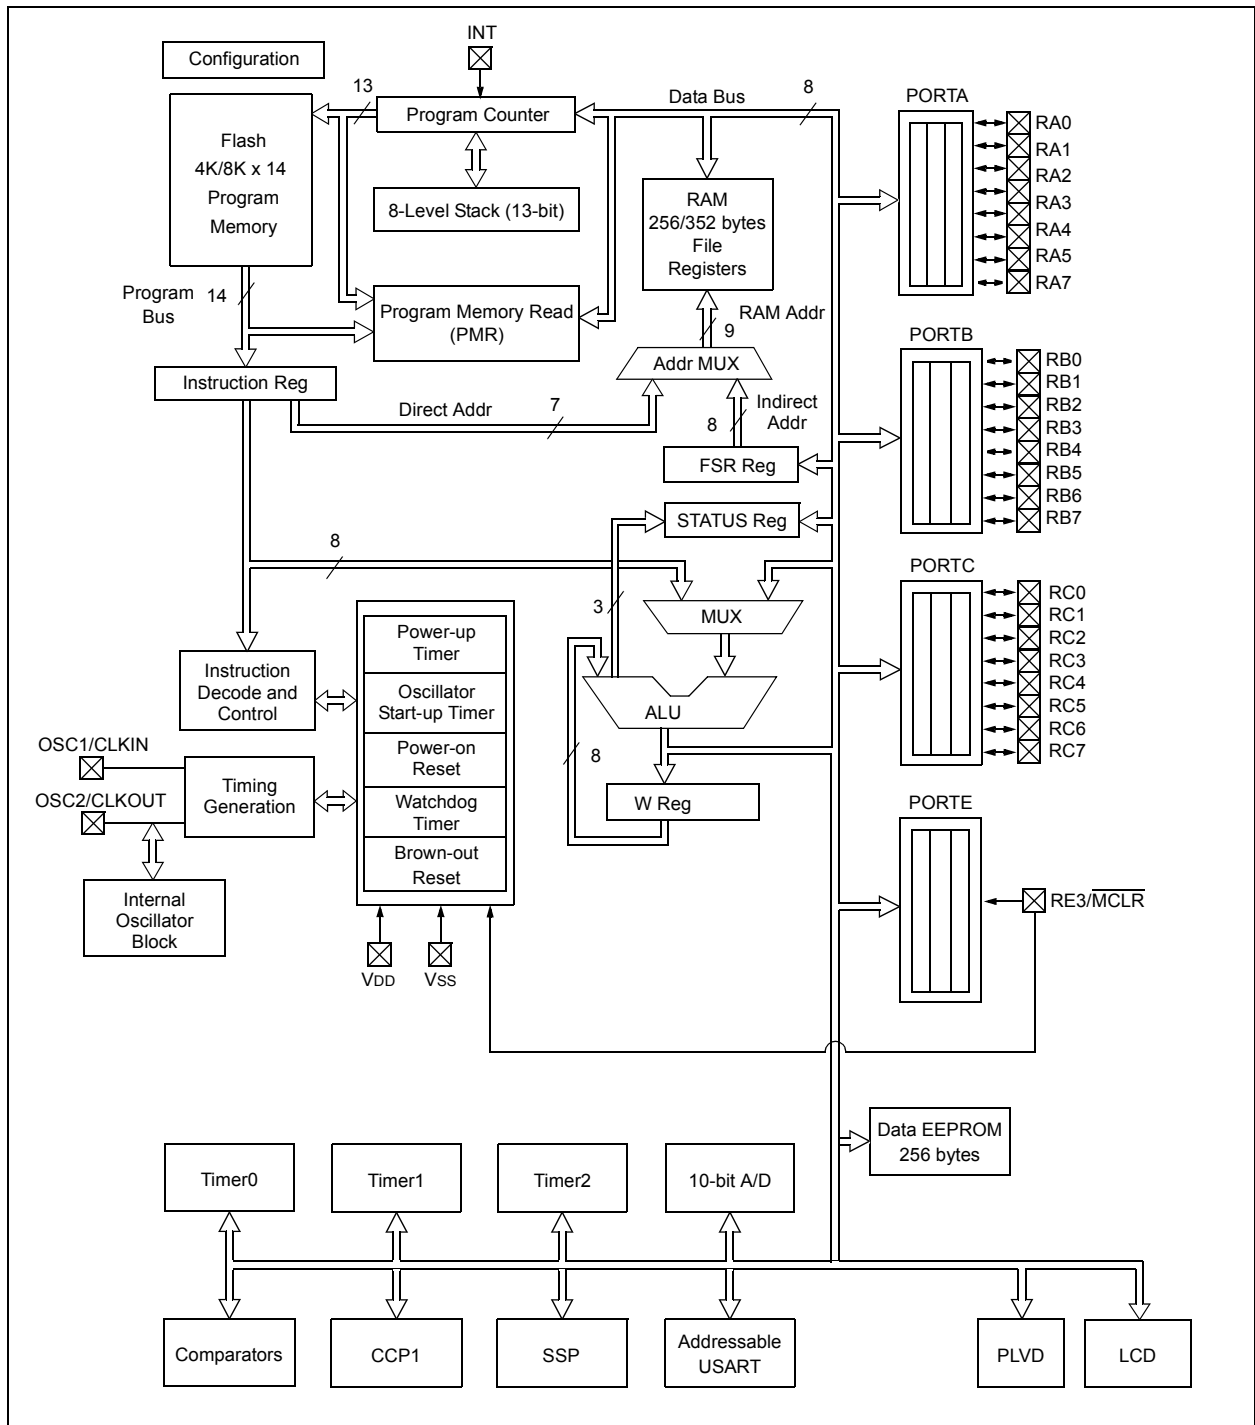 INT
Configuration
13
Program Counter
Data Bus
8
PORTA
Flash
4K/8K x 14
Program
Memory
8-Level Stack (13-bit)
RAM
256/352 bytes
File
Registers
RA0
RA1
RA2
RA3
RA4
RA5
RA7
Program
Bus
14
Program Memory Read
(PMR)
RAM Addr
9
Addr MUX
PORTB
RB0
RB1
RB2
RB3
RB4
RB5
RB6
RB7
Instruction Reg
Direct Addr
7
Indirect
Addr
8
FSR Reg
STATUS Reg
8
3
MUX
PORTC
RC0
RC1
RC2
RC3
RC4
RC5
RC6
RC7
Instruction
Decode and
Control
Power-up
Timer
Oscillator
Start-up Timer
Power-on
Reset
Watchdog
Timer
Brown-out
Reset
ALU
8
W Reg
OSC1/CLKIN
OSC2/CLKOUT
Timing
Generation
Internal
Oscillator
Block
VDD
VSS
PORTE
RE3/MCLR
Data EEPROM
256 bytes
Timer0
Timer1
Timer2
10-bit A/D
Comparators
CCP1
SSP
Addressable
USART
PLVD
LCD